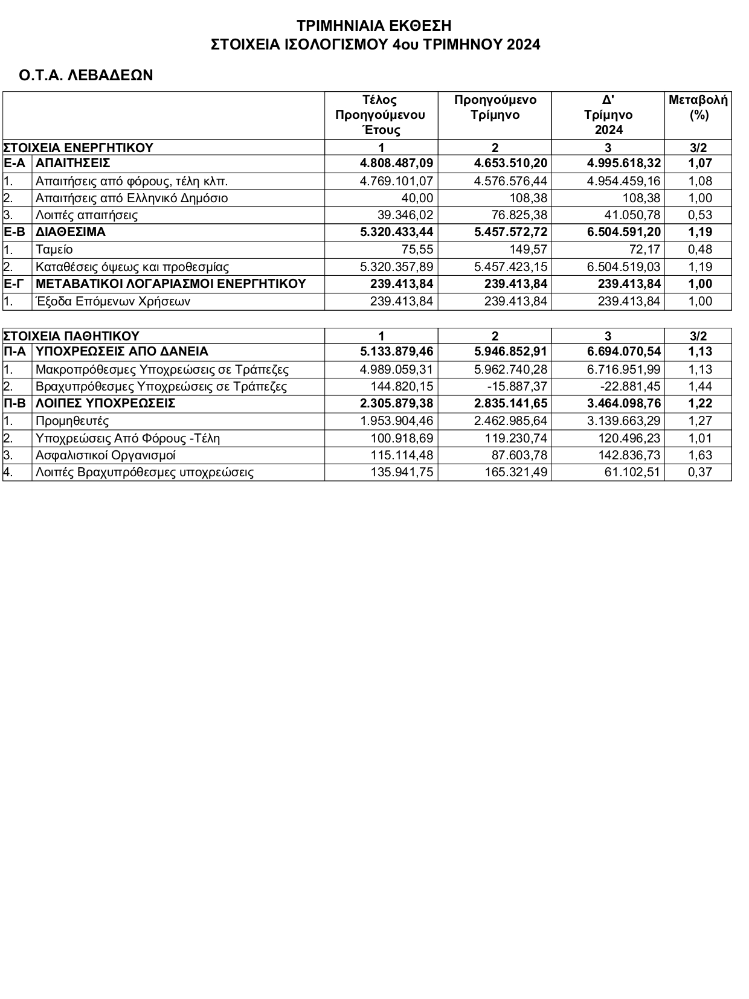 ΤΡΙΜΗΝΙΑΙΑ ΕΚΘΕΣΗ
ΣΤΟΙΧΕΙΑ ΙΣΟΛΟΓΙΣΜΟΥ 4ου ΤΡΙΜΗΝΟΥ 2024
Ο.Τ.Α. ΛΕΒΑΔΕΩΝ
Τέλος Προηγούμενου Έτους Προηγούμενο Τρίμηνο Δ' Τρίμηνο 2024 Μεταβολή (%)
ΣΤΟΙΧΕΙΑ ΕΝΕΡΓΗΤΙΚΟΥ 1 2 3 3/2
Ε-Α ΑΠΑΙΤΗΣΕΙΣ 4.808.487,09 4.653.510,20 4.995.618,32 1,07
1. Απαιτήσεις από φόρους, τέλη κλπ. 4.769.101,07 4.576.576,44 4.954.459,16 1,08
2. Απαιτήσεις από Ελληνικό Δημόσιο 40,00 108,38 108,38 1,00
3. Λοιπές απαιτήσεις 39.346,02 76.825,38 41.050,78 0,53
Ε-Β ΔΙΑΘΕΣΙΜΑ 5.320.433,44 5.457.572,72 6.504.591,20 1,19
1. Ταμείο 75,55 149,57 72,17 0,48
2. Καταθέσεις όψεως και προθεσμίας 5.320.357,89 5.457.423,15 6.504.519,03 1,19
Ε-Γ ΜΕΤΑΒΑΤΙΚΟΙ ΛΟΓΑΡΙΑΣΜΟΙ ΕΝΕΡΓΗΤΙΚΟΥ 239.413,84 239.413,84 239.413,84 1,00
1. Έξοδα Επόμενων Χρήσεων 239.413,84 239.413,84 239.413,84 1,00
ΣΤΟΙΧΕΙΑ ΠΑΘΗΤΙΚΟΥ 1 2 3 3/2
Π-Α ΥΠΟΧΡΕΩΣΕΙΣ ΑΠΟ ΔΑΝΕΙΑ 5.133.879,46 5.946.852,91 6.694.070,54 1,13
1. Μακροπρόθεσμες Υποχρεώσεις σε Τράπεζες 4.989.059,31 5.962.740,28 6.716.951,99 1,13
2. Βραχυπρόθεσμες Υποχρεώσεις σε Τράπεζες 144.820,15 -15.887,37 -22.881,45 1,44
Π-Β ΛΟΙΠΕΣ ΥΠΟΧΡΕΩΣΕΙΣ 2.305.879,38 2.835.141,65 3.464.098,76 1,22
1. Προμηθευτές 1.953.904,46 2.462.985,64 3.139.663,29 1,27
2. Υποχρεώσεις Από Φόρους -Τέλη 100.918,69 119.230,74 120.496,23 1,01
3. Ασφαλιστικοί Οργανισμοί 115.114,48 87.603,78 142.836,73 1,63
4. Λοιπές Βραχυπρόθεσμες υποχρεώσεις 135.941,75 165.321,49 61.102,51 0,37